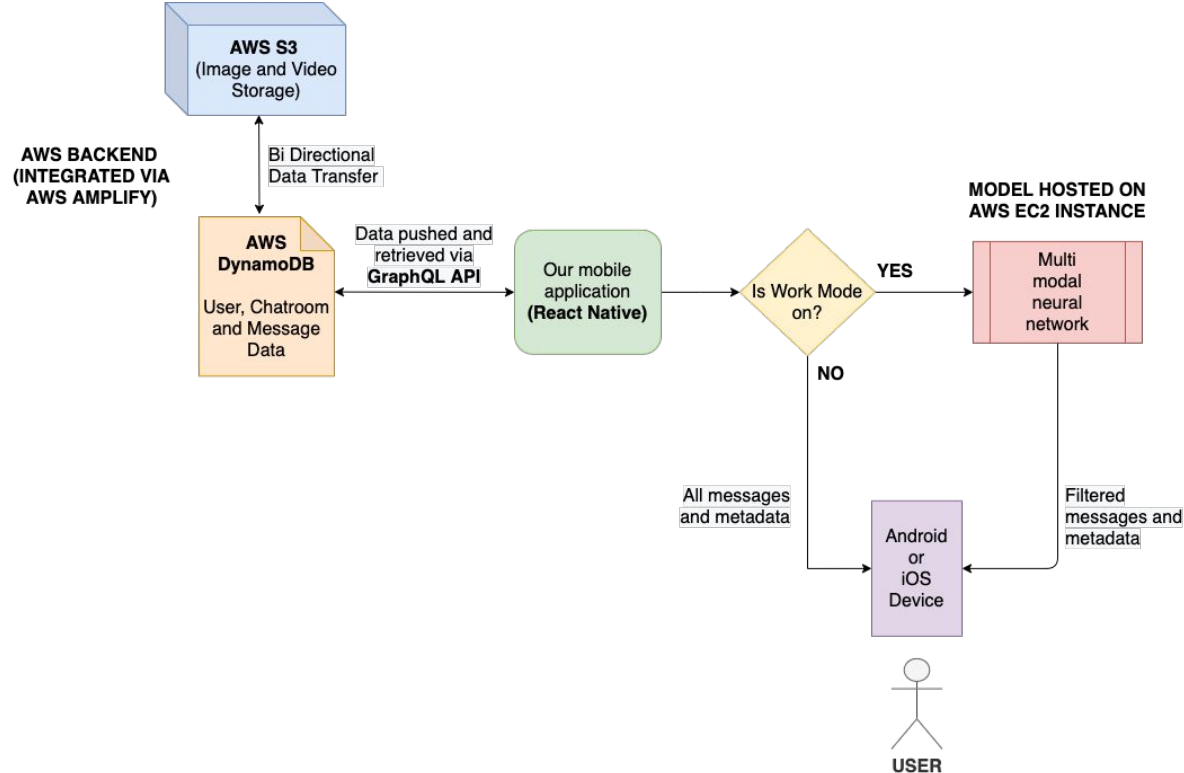 AWS S3
(Image and Video
Storage)
AWS BACKEND
(INTEGRATED VIA
AWS AMPLIFY)
Bi Directional
Data Transfer
AWS
DynamoDB
User, Chatroom
and Message
Data
Data pushed and
retrieved via
GraphQL API
Our mobile
application
(React Native)
Is Work Mode
on?
YES
NO
MODEL HOSTED ON
AWS EC2 INSTANCE
Multi
modal
neural
network
All messages
and metadata
Filtered
messages and
metadata
Android
or
iOS
Device
USER